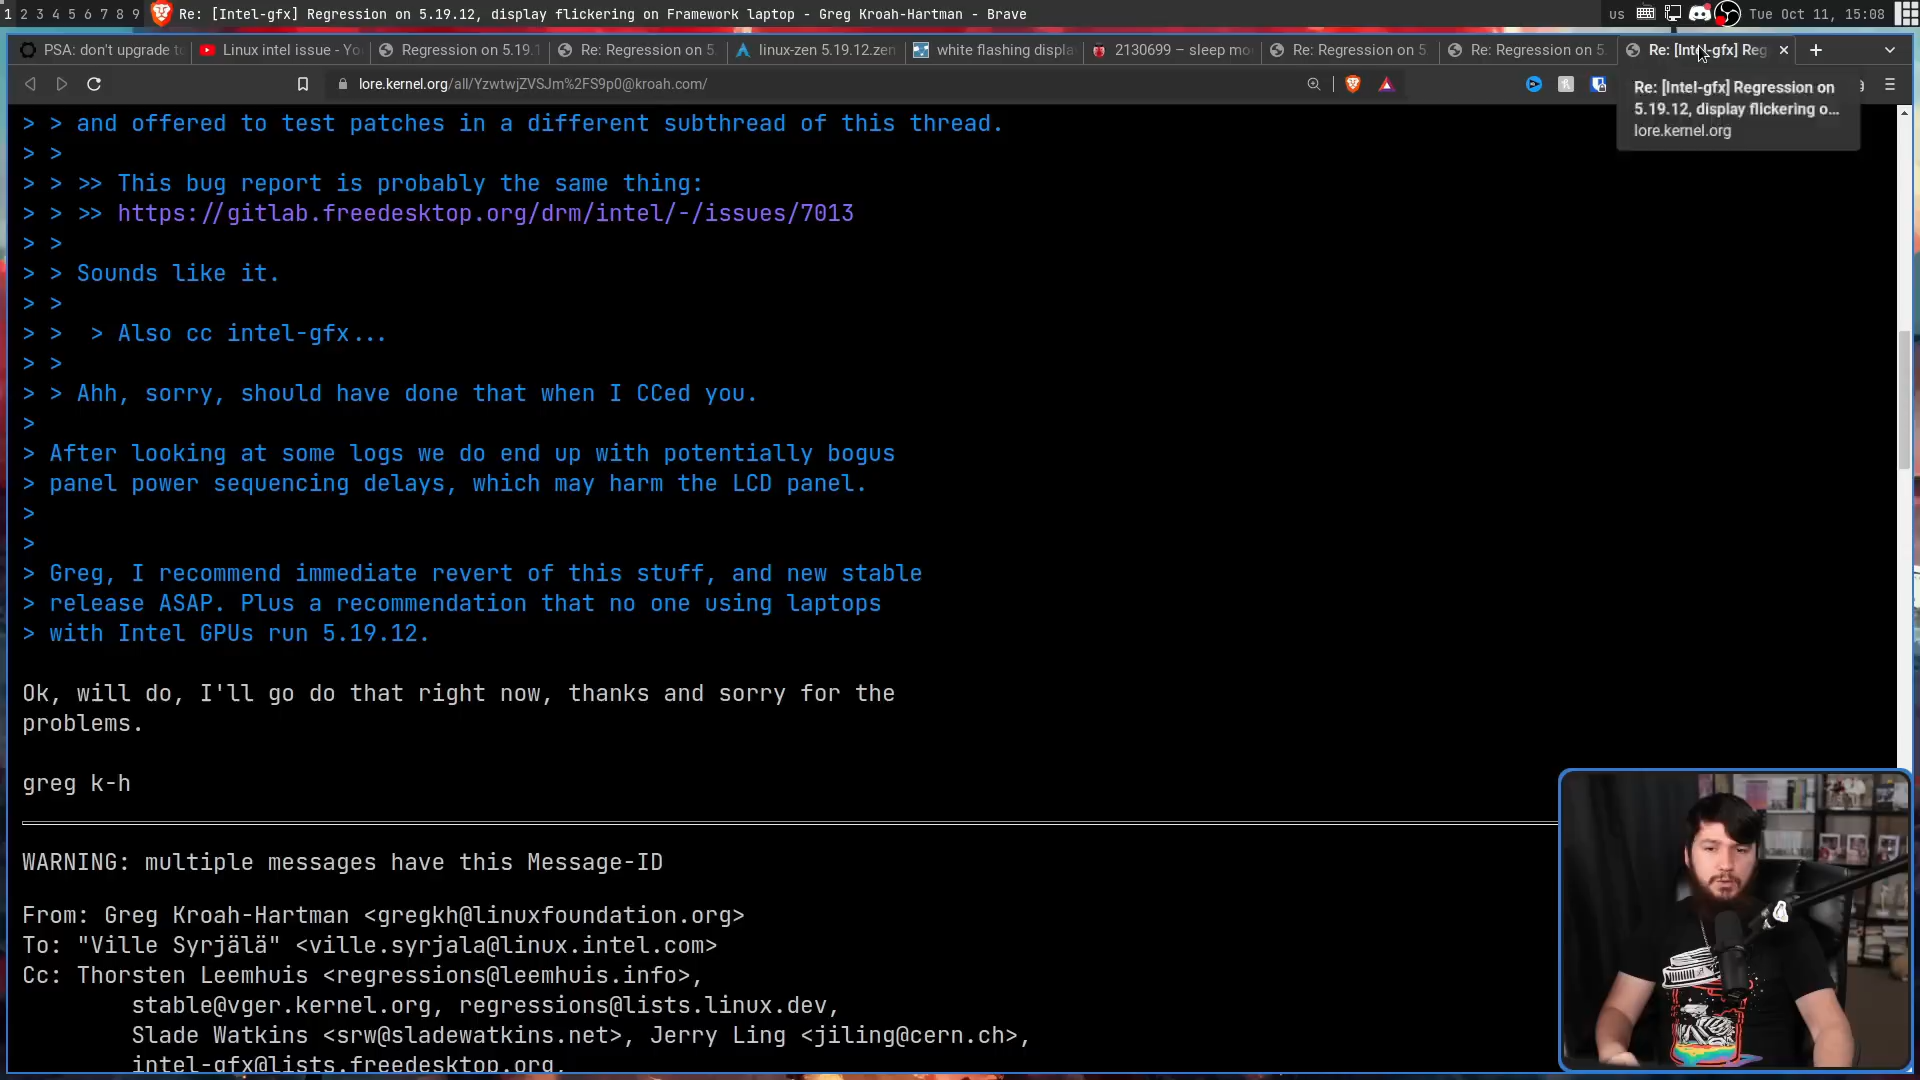 1 2 3 4 5 6 7 8 9 Re: [Intel-gfx] Regression on 5.19.12, display flickering on Framework laptop - Greg Kroah-Hartman - Brave us Tue Oct 11, 15:08
PSA: don't upgrade t Linux intel issue - Yo Regression on 5.19.1 Re: Regression on 5. linux-zen 5.19.12.zen white flashing displa 2130699 – sleep mo Re: Regression on 5 Re: Regression on 5. Re: [Intel-gfx] Reg
lore.kernel.org/all/YzwtwjZVSJm%2FS9p0@kroah.com/
Re: [Intel-gfx] Regression on
5.19.12, display flickering o...
lore.kernel.org
> > and offered to test patches in a different subthread of this thread.
> >
> > >> This bug report is probably the same thing:
> > >> https://gitlab.freedesktop.org/drm/intel/-/issues/7013
> >
> > Sounds like it.
> >
> >  > Also cc intel-gfx...
> >
> > Ahh, sorry, should have done that when I CCed you.
>
> After looking at some logs we do end up with potentially bogus
> panel power sequencing delays, which may harm the LCD panel.
>
>
> Greg, I recommend immediate revert of this stuff, and new stable
> release ASAP. Plus a recommendation that no one using laptops
> with Intel GPUs run 5.19.12.
Ok, will do, I'll go do that right now, thanks and sorry for the
problems.
greg k-h
WARNING: multiple messages have this Message-ID
From: Greg Kroah-Hartman <gregkh@linuxfoundation.org>
To: "Ville Syrjälä" <ville.syrjala@linux.intel.com>
Cc: Thorsten Leemhuis <regressions@leemhuis.info>,
stable@vger.kernel.org, regressions@lists.linux.dev,
Slade Watkins <srw@sladewatkins.net>, Jerry Ling <jiling@cern.ch>,
intel-gfx@lists.freedesktop.org,